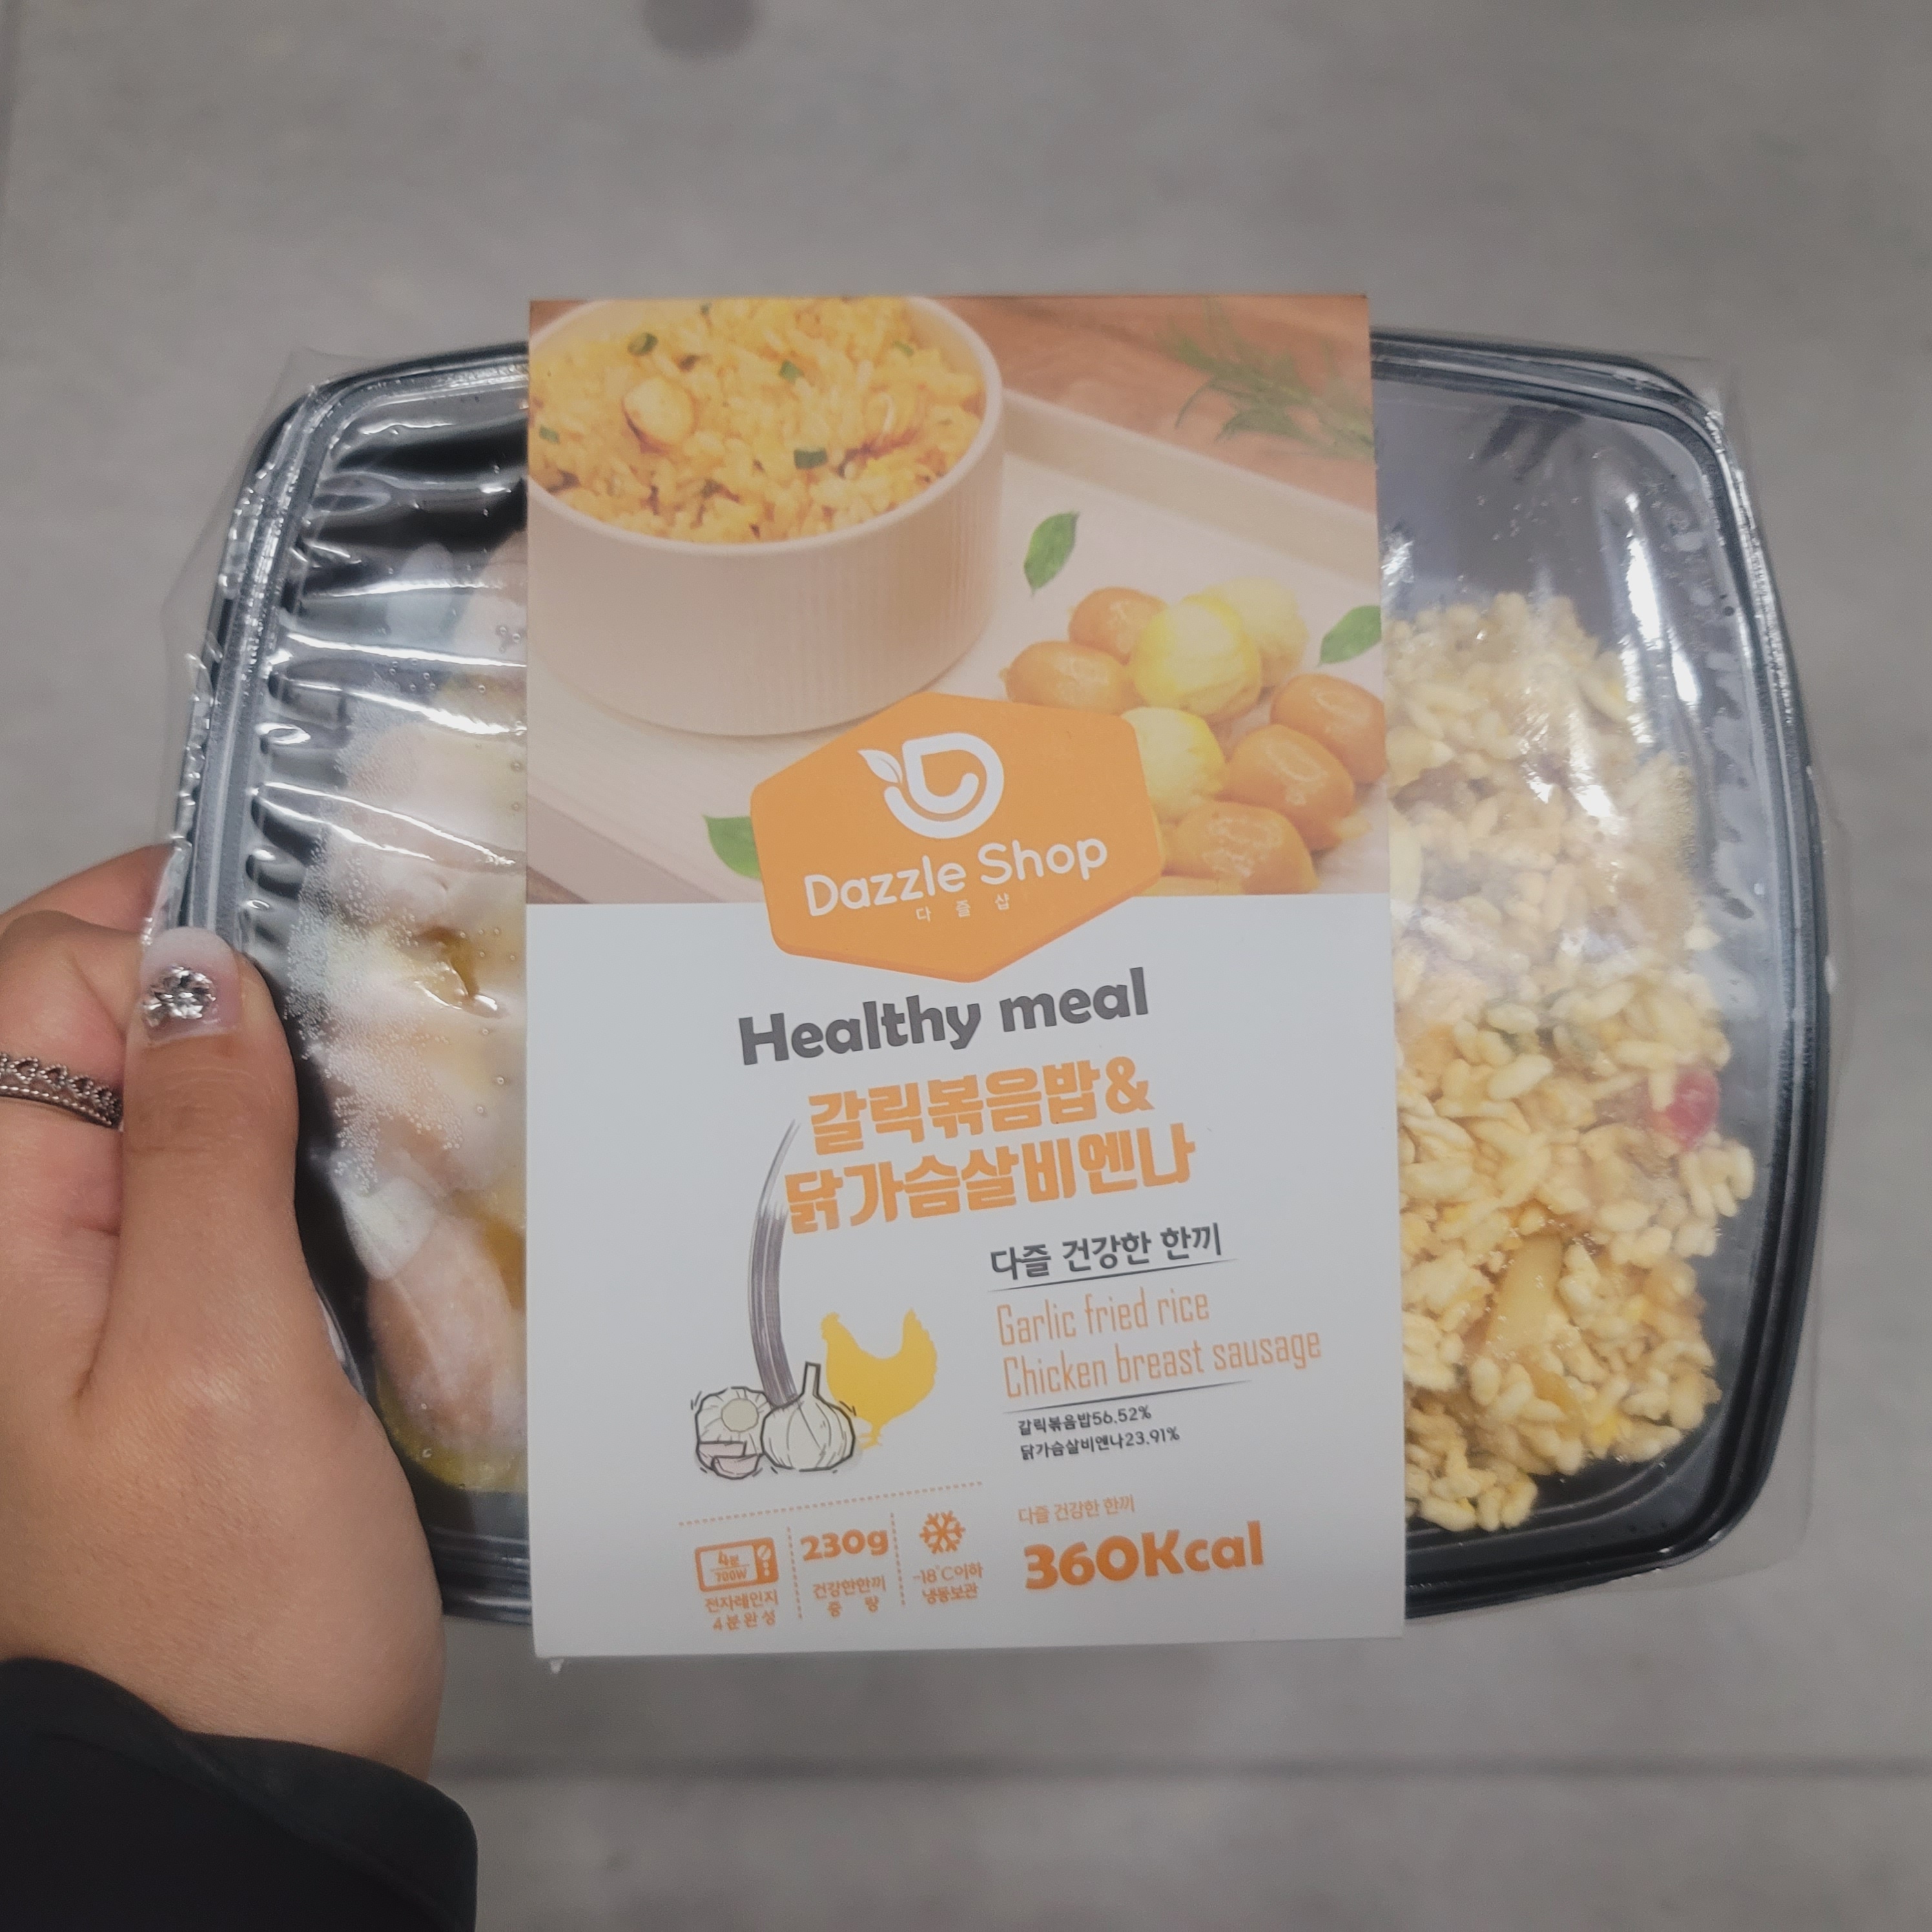 Dazzle Shop
다즐샵
Healthy meal
갈릭볶음밥&
닭가슴살비엔나
다즐 건강한 한끼
Garlic fried rice
Chicken breast sausage
갈릭볶음밥56.52%
닭가슴살비엔나23.91%
4분
700W
전자레인지
4분완성
230g
건강한한끼
중 량
-18°C이하
냉동보관
다즐 건강한 한끼
360Kcal